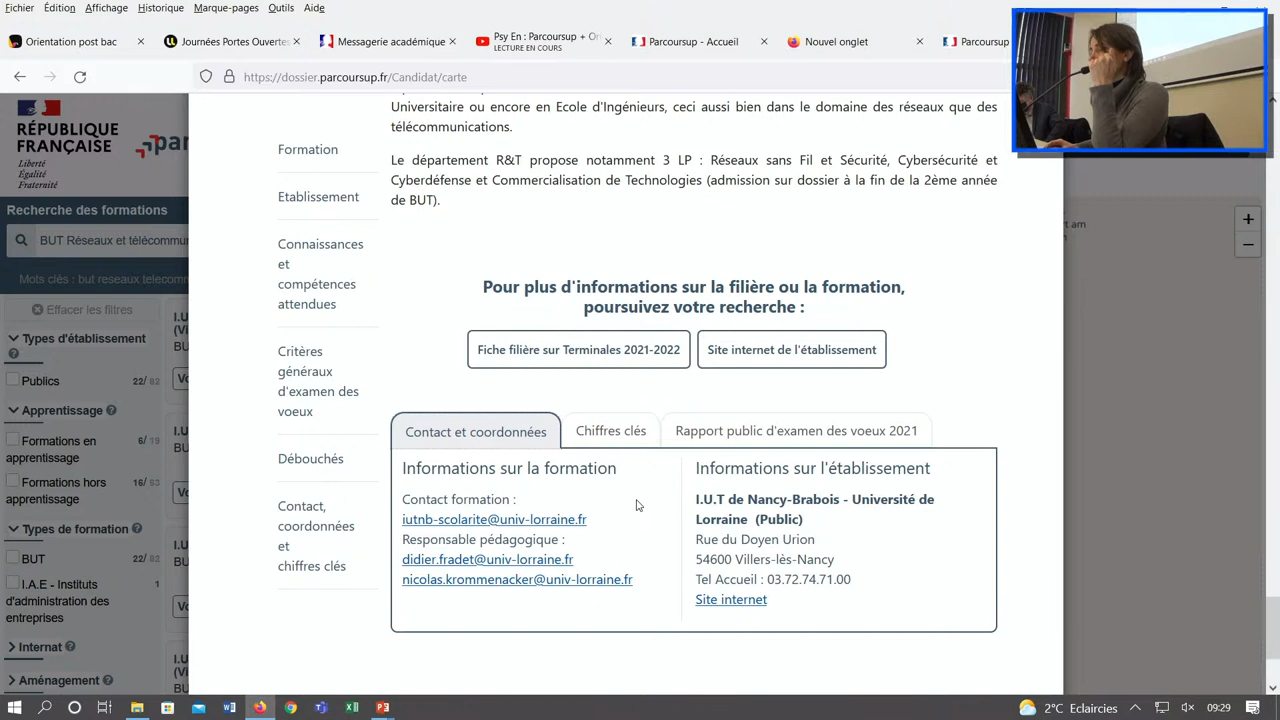 Fichier Édition Affichage Historique Marque-pages Outils Aide
Orientation post bac
Journées Portes Ouvertes
Messagerie académique
Psy En : Parcoursup + Or
LECTURE EN COURS
Parcoursup - Accueil
Nouvel onglet
Parcoursup
https://dossier.parcoursup.fr/Candidat/carte
RÉPUBLIQUE
FRANÇAISE
Liberté
Égalité
Fraternité
Recherche des formations
BUT Réseaux et télécommun
Mots clés : but reseaux telecomm
Effacer les filtres
Types d'établissement
Publics 22/
Apprentissage
Formations en
apprentissage 6/19
Formations hors
apprentissage 16/63
Types de formation
BUT 22/
I.A.E - Instituts
d'administration des
entreprises 1
Internat
Aménagement
Formation
Etablissement
Connaissances
et
compétences
attendues
Critères
généraux
d'examen des
voeux
Débouchés
Contact,
coordonnées
et
chiffres clés
Universitaire ou encore en Ecole d'Ingénieurs, ceci aussi bien dans le domaine des réseaux que des
télécommunications.
Le département R&T propose notamment 3 LP : Réseaux sans Fil et Sécurité, Cybersécurité et
Cyberdéfense et Commercialisation de Technologies (admission sur dossier à la fin de la 2ème année
de BUT).
Pour plus d'informations sur la filière ou la formation,
poursuivez votre recherche :
Fiche filière sur Terminales 2021-2022
Site internet de l'établissement
Contact et coordonnées
Chiffres clés
Rapport public d'examen des voeux 2021
Informations sur la formation
Contact formation :
iutnb-scolarite@univ-lorraine.fr
Responsable pédagogique :
didier.fradet@univ-lorraine.fr
nicolas.krommenacker@univ-lorraine.fr
Informations sur l'établissement
I.U.T de Nancy-Brabois - Université de
Lorraine (Public)
Rue du Doyen Urion
54600 Villers-lès-Nancy
Tel Accueil : 03.72.74.71.00
Site internet
2°C Eclaircies
09:29